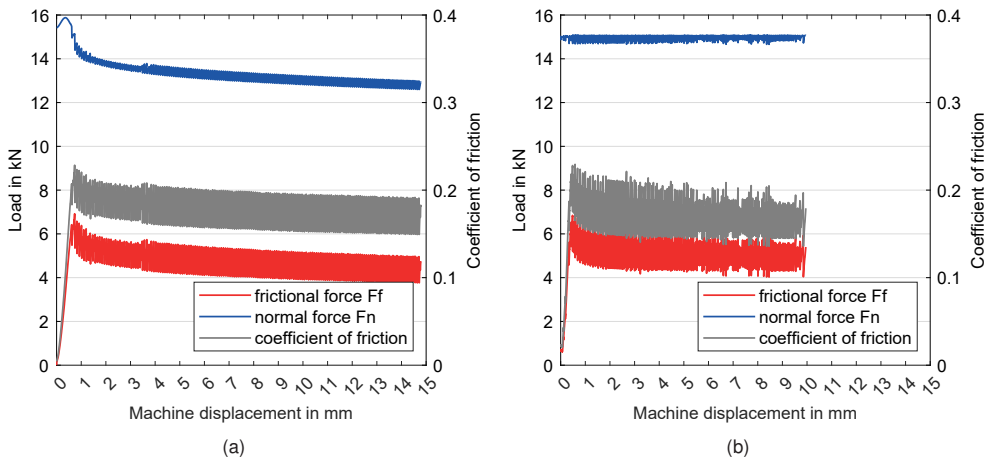 16
14
12
10
8
6
4
2
0
Load in kN
0.4
0.3
0.2
0.1
0
Coefficient of friction
frictional force Ff
normal force Fn
coefficient of friction
0 1 2 3 4 5 6 7 8 9 10 11 12 13 14 15
Machine displacement in mm
(a)
16
14
12
10
8
6
4
2
0
Load in kN
0.4
0.3
0.2
0.1
0
Coefficient of friction
frictional force Ff
normal force Fn
coefficient of friction
0 1 2 3 4 5 6 7 8 9 10 11 12 13 14 15
Machine displacement in mm
(b)